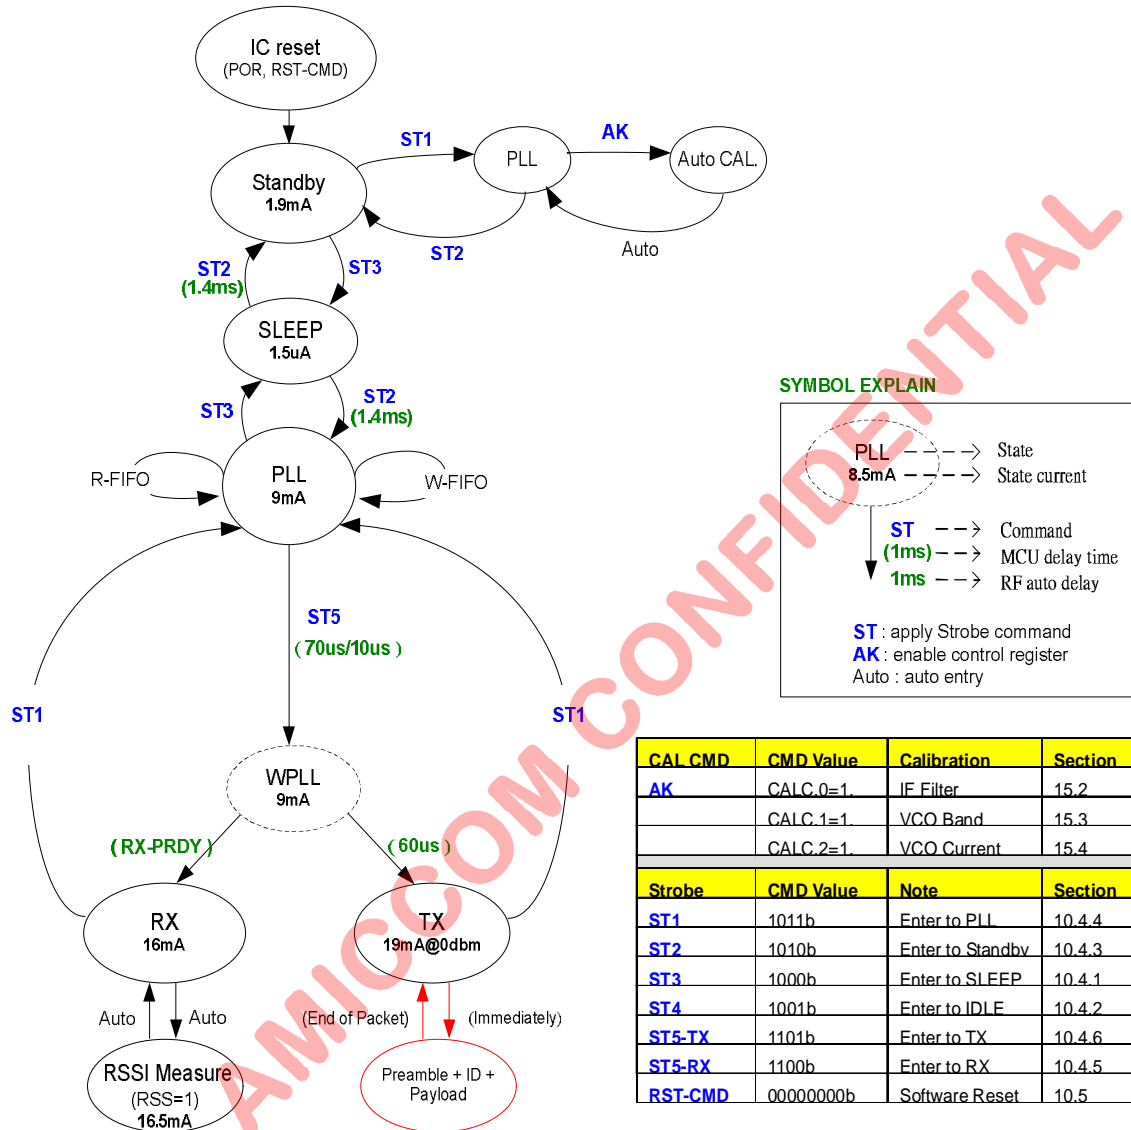 IC reset
(POR, RST-CMD)
ST1
AK
PLL
Auto CAL.
Standby
1.9mA
ST2
Auto
ST2
(1.4ms)
ST3
SLEEP
1.5uA
ST3
ST2
(1.4ms)
R-FIFO
PLL
9mA
W-FIFO
ST5
(70us/10us)
ST1
ST1
WPLL
9mA
(RX-PRDY)
(60us)
RX
16mA
TX
19mA@0dbm
Auto
Auto
(End of Packet)
(Immediately)
RSSI Measure
(RSS=1)
16.5mA
Preamble + ID +
Payload
SYMBOL EXPLAIN
PLL
8.5mA
State
State current
ST
(1ms)
1ms
Command
MCU delay time
RF auto delay
ST : apply Strobe command
AK : enable control register
Auto : auto entry
CAL CMD CMD Value Calibration Section
AK CALC.0=1. IF Filter 15.2
CALC.1=1. VCO Band 15.3
CALC.2=1. VCO Current 15.4
Strobe CMD Value Note Section
ST1 1011b Enter to PLL 10.4.4
ST2 1010b Enter to Standby 10.4.3
ST3 1000b Enter to SLEEP 10.4.1
ST4 1001b Enter to IDLE 10.4.2
ST5-TX 1101b Enter to TX 10.4.6
ST5-RX 1100b Enter to RX 10.4.5
RST-CMD 00000000b Software Reset 10.5
AMICCOM CONFIDENTIAL